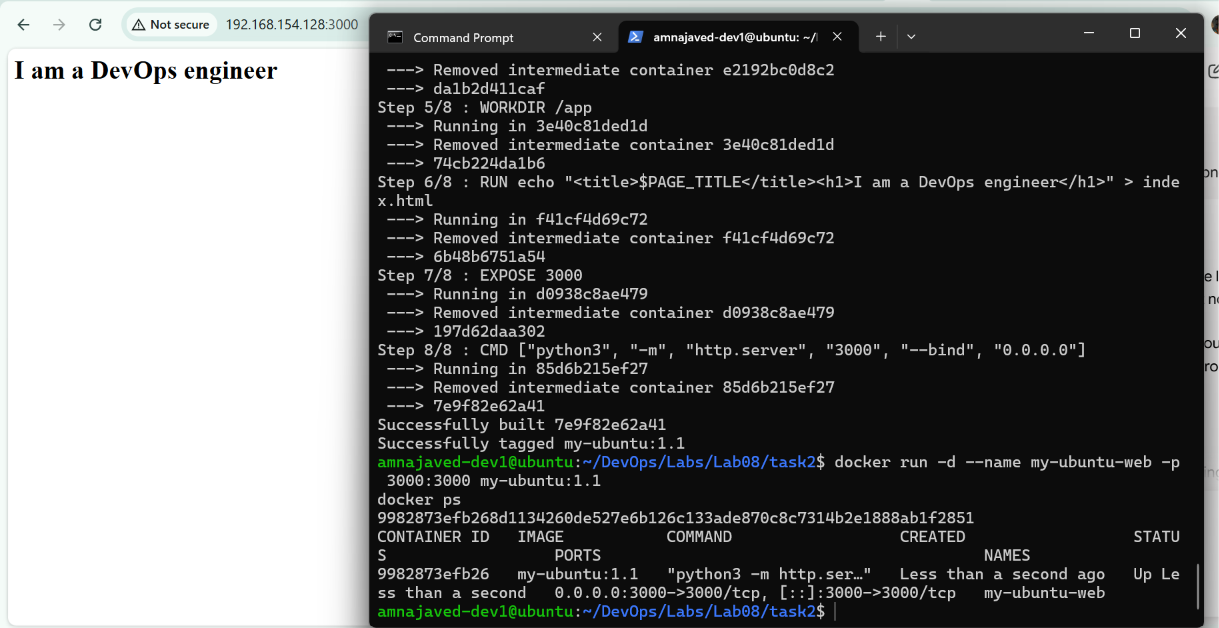 Not secure 192.168.154.128:3000
I am a DevOps engineer
Command Prompt
amnajaved-dev1@ubuntu: ~/
---> Removed intermediate container e2192bc0d8c2
---> da1b2d411caf
Step 5/8 : WORKDIR /app
---> Running in 3e40c81ded1d
---> Removed intermediate container 3e40c81ded1d
---> 74cb224da1b6
Step 6/8 : RUN echo "<title>$PAGE_TITLE</title><h1>I am a DevOps engineer</h1>" > inde
x.html
---> Running in f41cf4d69c72
---> Removed intermediate container f41cf4d69c72
---> 6b48b6751a54
Step 7/8 : EXPOSE 3000
---> Running in d0938c8ae479
---> Removed intermediate container d0938c8ae479
---> 197d62daa302
Step 8/8 : CMD ["python3", "-m", "http.server", "3000", "--bind", "0.0.0.0"]
---> Running in 85d6b215ef27
---> Removed intermediate container 85d6b215ef27
---> 7e9f82e62a41
Successfully built 7e9f82e62a41
Successfully tagged my-ubuntu:1.1
amnajaved-dev1@ubuntu:~/DevOps/Labs/Lab08/task2$ docker run -d --name my-ubuntu-web -p
3000:3000 my-ubuntu:1.1
docker ps
9982873efb268d1134260de527e6b126c133ade870c8c7314b2e1888ab1f2851
CONTAINER ID IMAGE COMMAND CREATED STATU
S PORTS NAMES
9982873efb26 my-ubuntu:1.1 "python3 -m http.ser…" Less than a second ago Up Le
ss than a second 0.0.0.0:3000->3000/tcp, [::]:3000->3000/tcp my-ubuntu-web
amnajaved-dev1@ubuntu:~/DevOps/Labs/Lab08/task2$